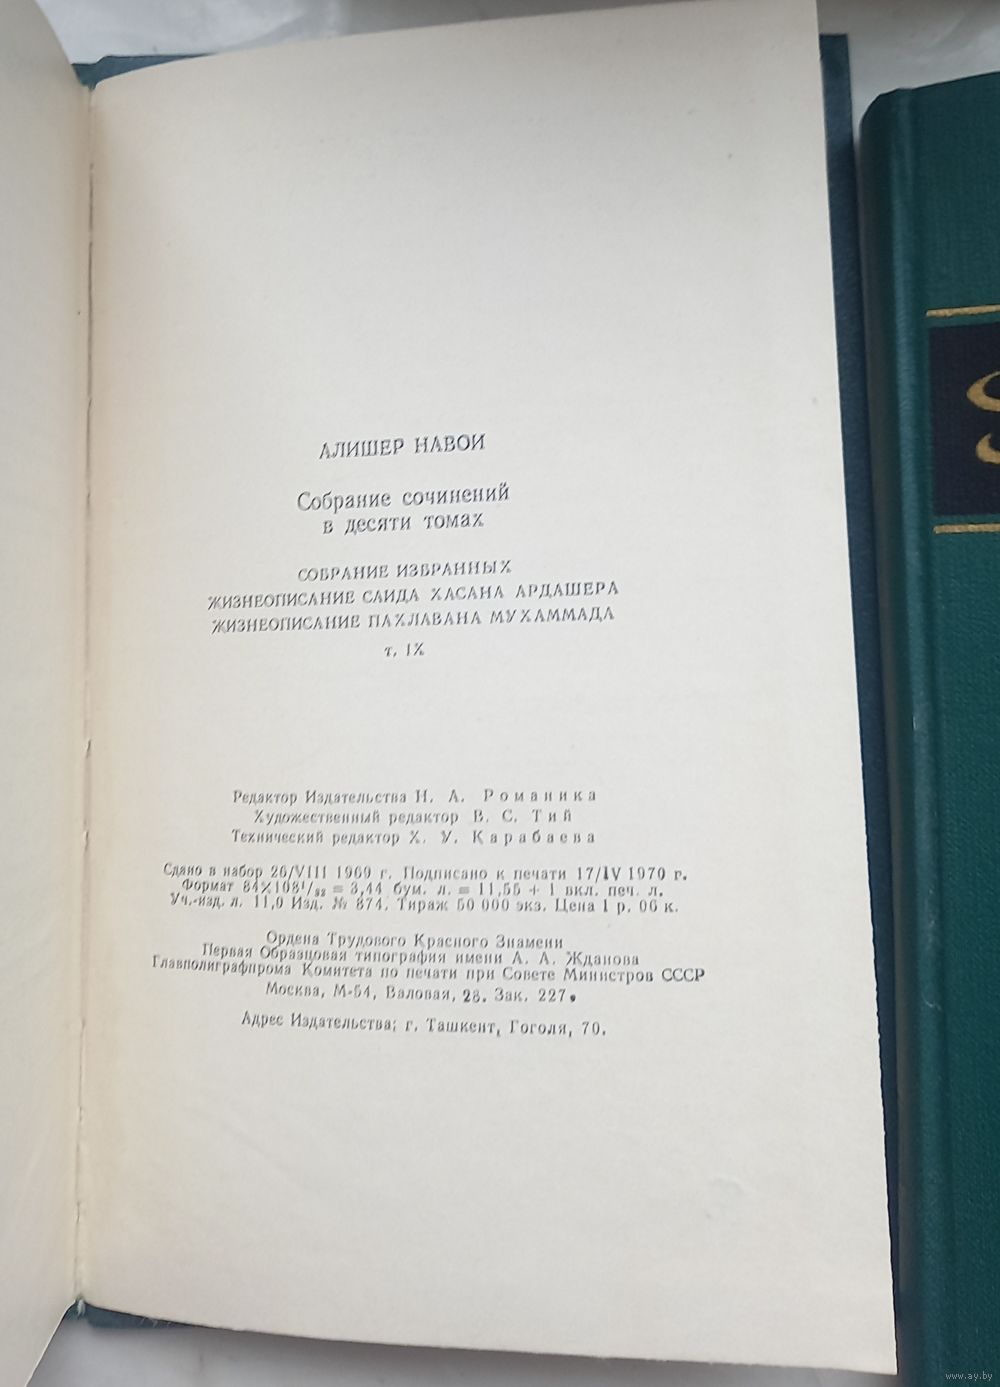 АЛИШЕР НАВОИ
Собрание сочинений
в десяти томах
СОБРАНИЕ ИЗБРАННЫХ
ЖИЗНЕОПИСАНИЕ САИДА ХАСАНА АРДАШЕРА
ЖИЗНЕОПИСАНИЕ ПАХЛАВАНА МУХАММАДА
т. IX
Редактор Издательства Н. А. Романика
Художественный редактор В. С. Тий
Технический редактор Х. У. Карабаева
Сдано в набор 26/VIII 1969 г. Подписано к печати 17/IV 1970 г.
Формат 84×108¹/₃₂ = 3,44 бум. л. = 11,55 + 1 вкл. печ. л.
Уч.-изд. л. 11,0 Изд. № 874. Тираж 50 000 экз. Цена 1 р. 06 к.
Ордена Трудового Красного Знамени
Первая Образцовая типография имени А. А. Жданова
Главполиграфпрома Комитета по печати при Совете Министров СССР
Москва, М-54, Валовая, 28. Зак. 227.
Адрес Издательства: г. Ташкент, Гоголя, 70.
www.ay.by